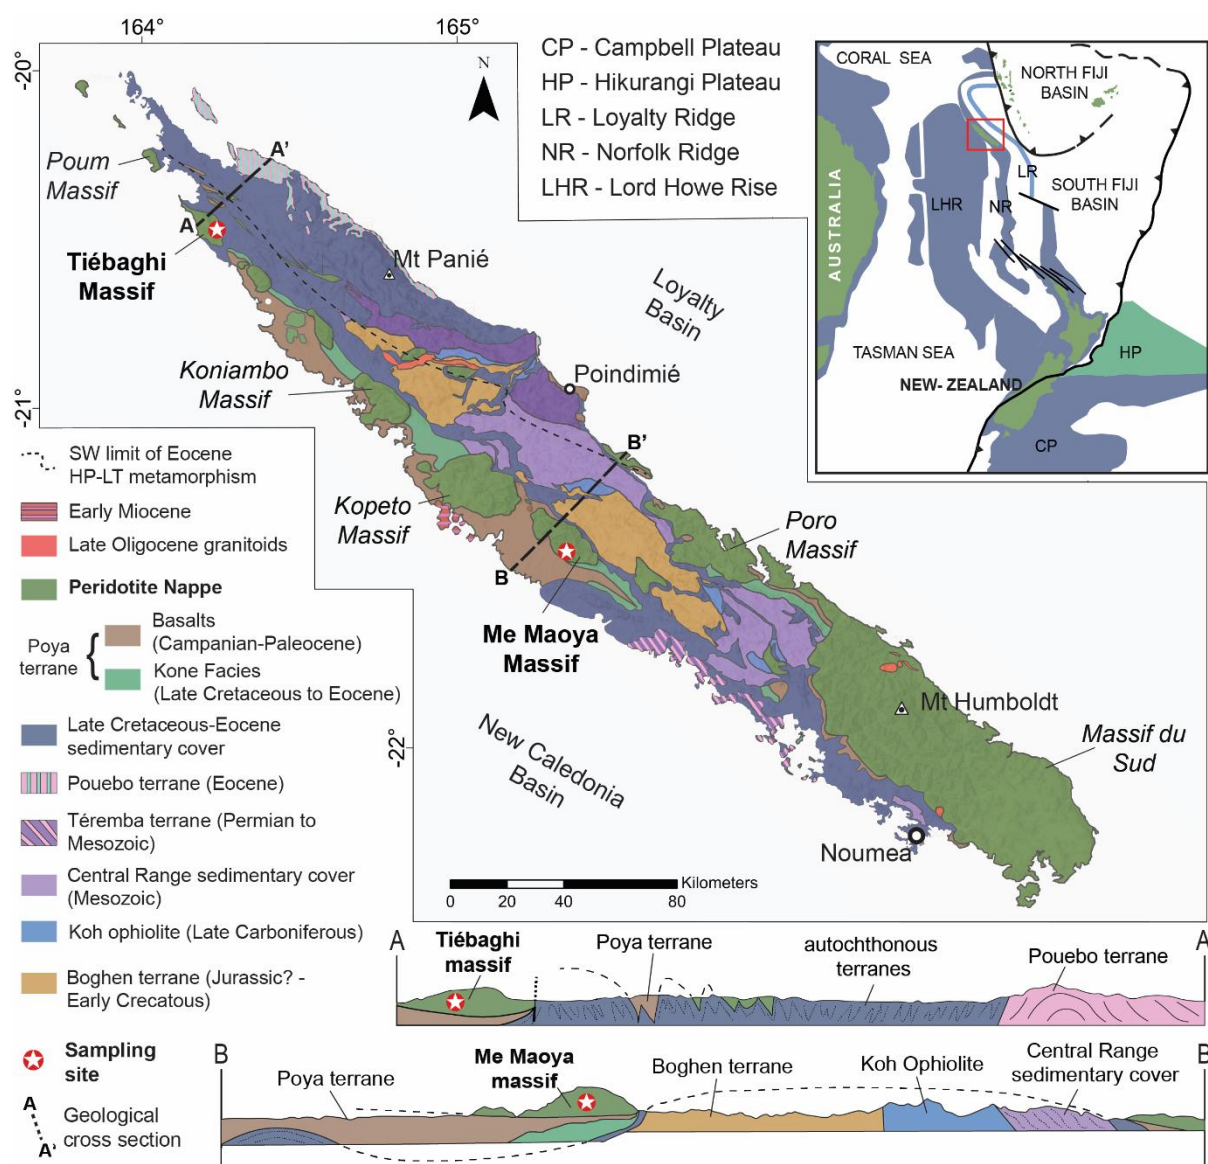 164°
165°
-20°
-21°
-22°
N
CP - Campbell Plateau
HP - Hikurangi Plateau
LR - Loyalty Ridge
NR - Norfolk Ridge
LHR - Lord Howe Rise
CORAL SEA
NORTH FIJI
BASIN
LR
SOUTH FIJI
BASIN
LHR
NR
AUSTRALIA
TASMAN SEA
NEW- ZEALAND
HP
CP
Poum
Massif
A'
A
Tiébaghi
Massif
Mt Panié
Loyalty
Basin
Koniambo
Massif
Poindimié
B'
Kopeto
Massif
Poro
Massif
B
Me Maoya
Massif
Mt Humboldt
Massif du
Sud
New Caledonia
Basin
Noumea
Kilometers
0 20 40 80
SW limit of Eocene
HP-LT metamorphism
Early Miocene
Late Oligocene granitoids
Peridotite Nappe
Poya
terrane
Basalts
(Campanian-Paleocene)
Kone Facies
(Late Cretaceous to Eocene)
Late Cretaceous-Eocene
sedimentary cover
Pouebo terrane (Eocene)
Téremba terrane (Permian to
Mesozoic)
Central Range sedimentary cover
(Mesozoic)
Koh ophiolite (Late Carboniferous)
Boghen terrane (Jurassic? -
Early Crecatous)
Sampling
site
A
A'
Geological
cross section
A
Tiébaghi
massif
Poya terrane
autochthonous
terranes
Pouebo terrane
A'
B
Poya terrane
Me Maoya
massif
Boghen terrane
Koh Ophiolite
Central Range
sedimentary cover